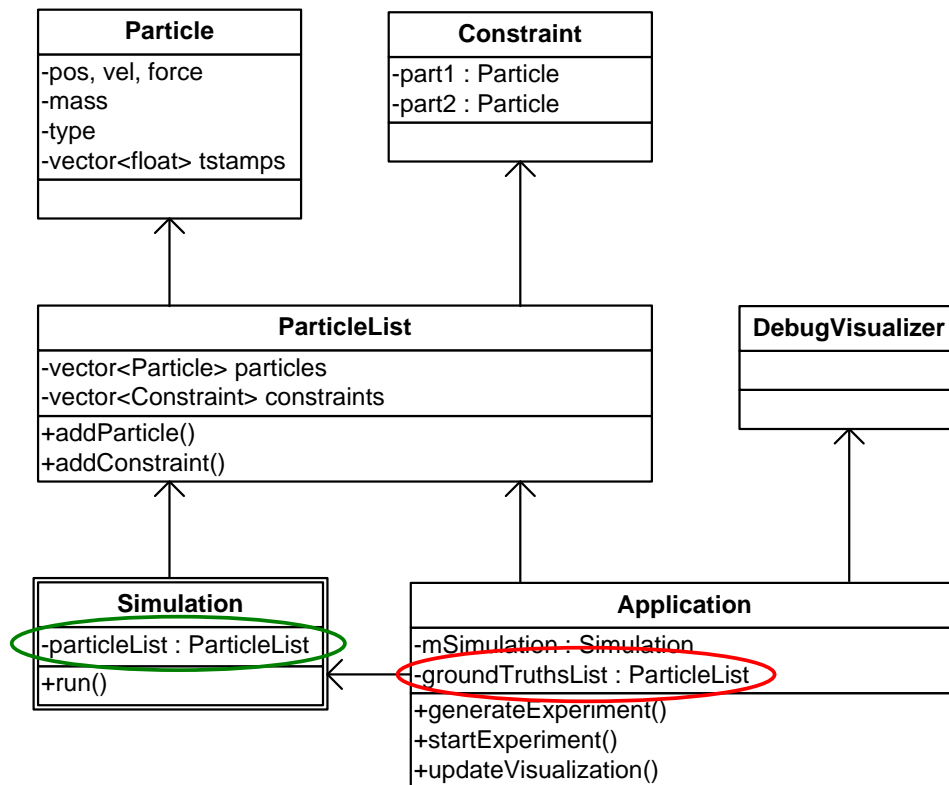 Particle
-pos, vel, force
-mass
-type
-vector<float> tstamps
Constraint
-part1 : Particle
-part2 : Particle
ParticleList
-vector<Particle> particles
-vector<Constraint> constraints
+addParticle()
+addConstraint()
DebugVisualizer
Simulation
-particleList : ParticleList
+run()
Application
-mSimulation : Simulation
-groundTruthsList : ParticleList
+generateExperiment()
+startExperiment()
+updateVisualization()